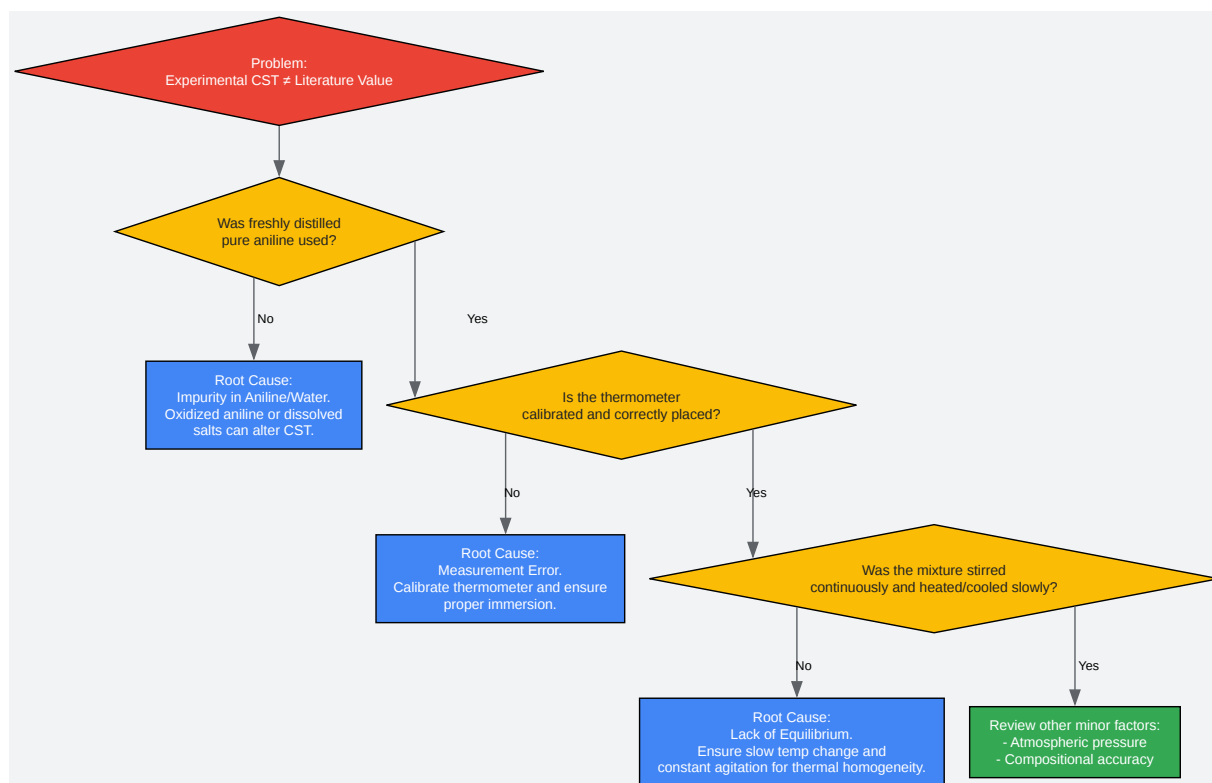 Problem:
Experimental CST ≠ Literature Value
Was freshly distilled
pure aniline used?
No
Yes
Root Cause:
Impurity in Aniline/Water.
Oxidized aniline or dissolved
salts can alter CST.
Is the thermometer
calibrated and correctly placed?
No
Yes
Root Cause:
Measurement Error.
Calibrate thermometer and ensure
proper immersion.
Was the mixture stirred
continuously and heated/cooled slowly?
No
Yes
Root Cause:
Lack of Equilibrium.
Ensure slow temp change and
constant agitation for thermal homogeneity.
Review other minor factors:
- Atmospheric pressure
- Compositional accuracy